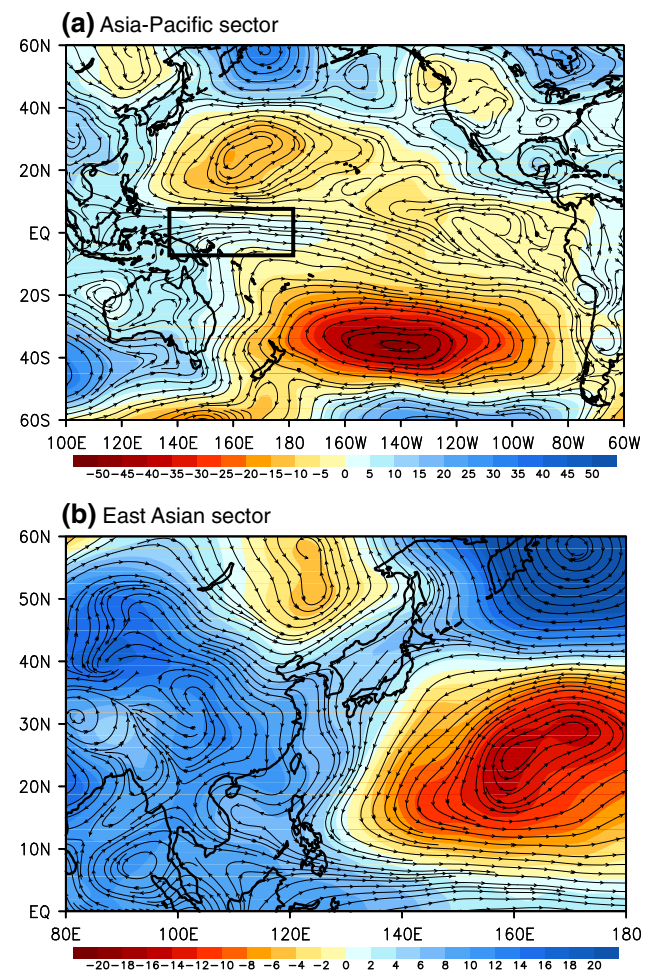 (a) Asia-Pacific sector
60N
40N
20N
EQ
20S
40S
60S
100E 120E 140E 160E 180 160W 140W 120W 100W 80W 60W
-50-45-40-35-30-25-20-15-10 -5 0 5 10 15 20 25 30 35 40 45 50
(b) East Asian sector
60N
50N
40N
30N
20N
10N
EQ
80E 100E 120E 140E 160E 180
-20-18-16-14-12-10 -8 -6 -4 -2 0 2 4 6 8 10 12 14 16 18 20